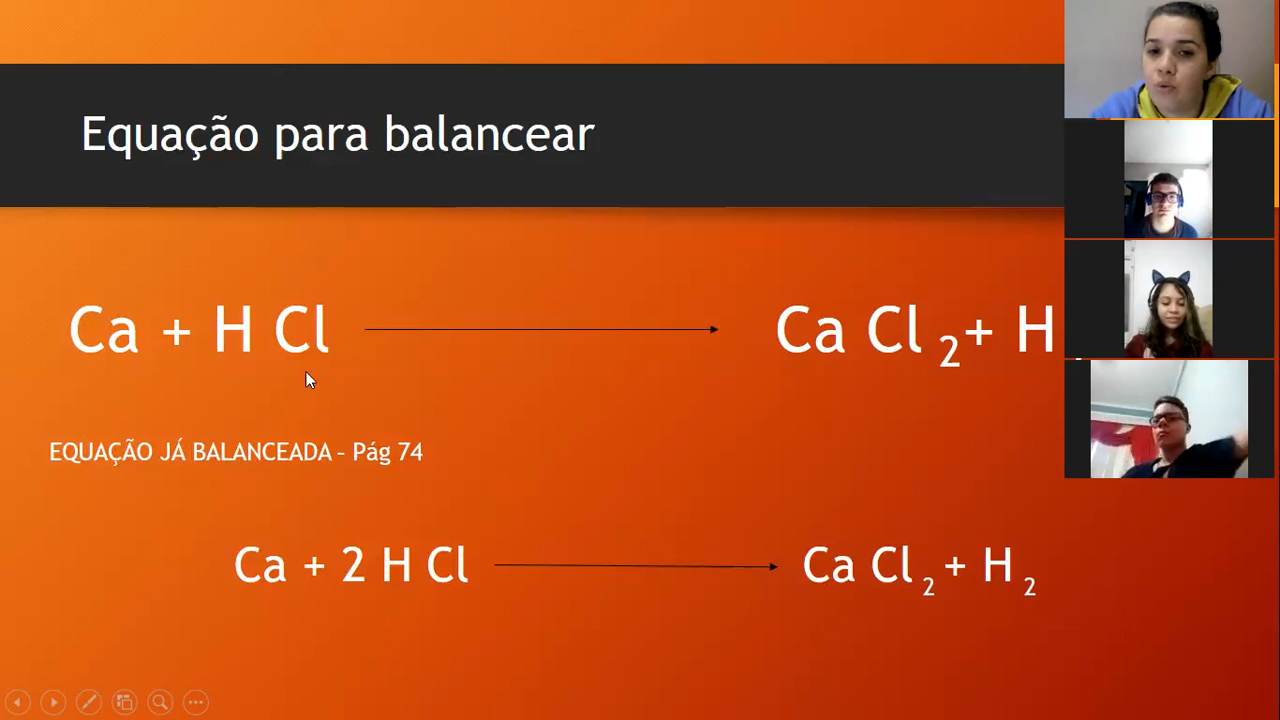 Equação para balancear
Ca + H Cl Ca Cl 2 + H
EQUAÇÃO JÁ BALANCEADA – Pág 74
Ca + 2 H Cl Ca Cl 2 + H 2